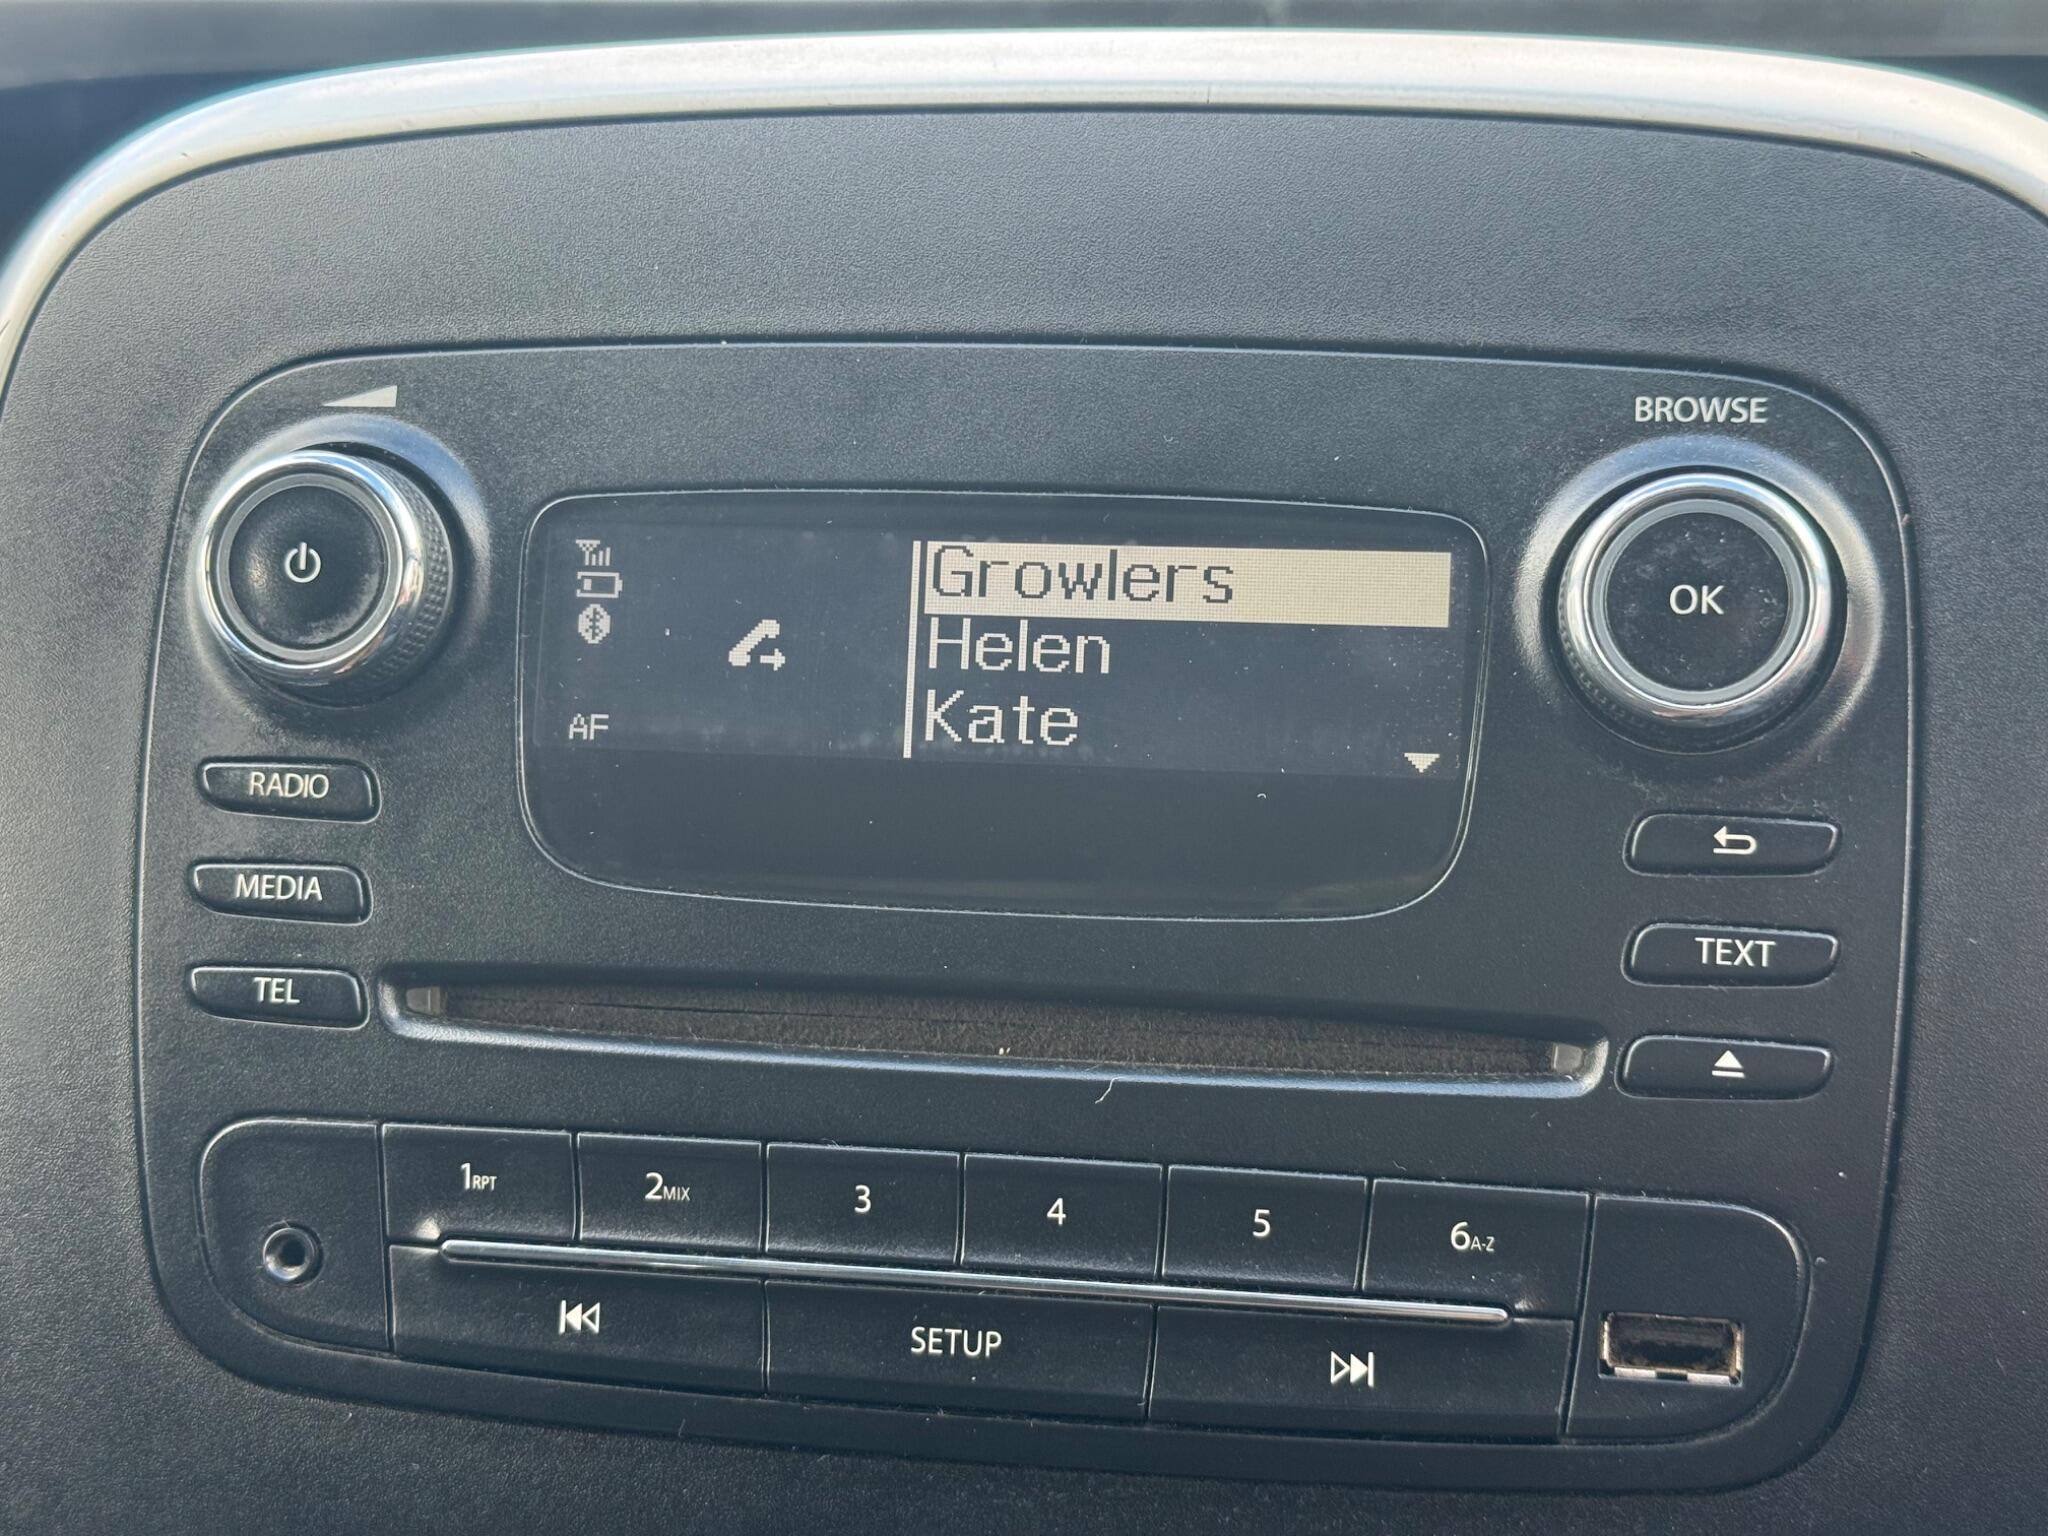 BROWSE
Growlers
Helen
Kate
AF
OK
RADIO
MEDIA
TEL
TEXT
1RPT
2MIX
3
4
5
6A-Z
SETUP